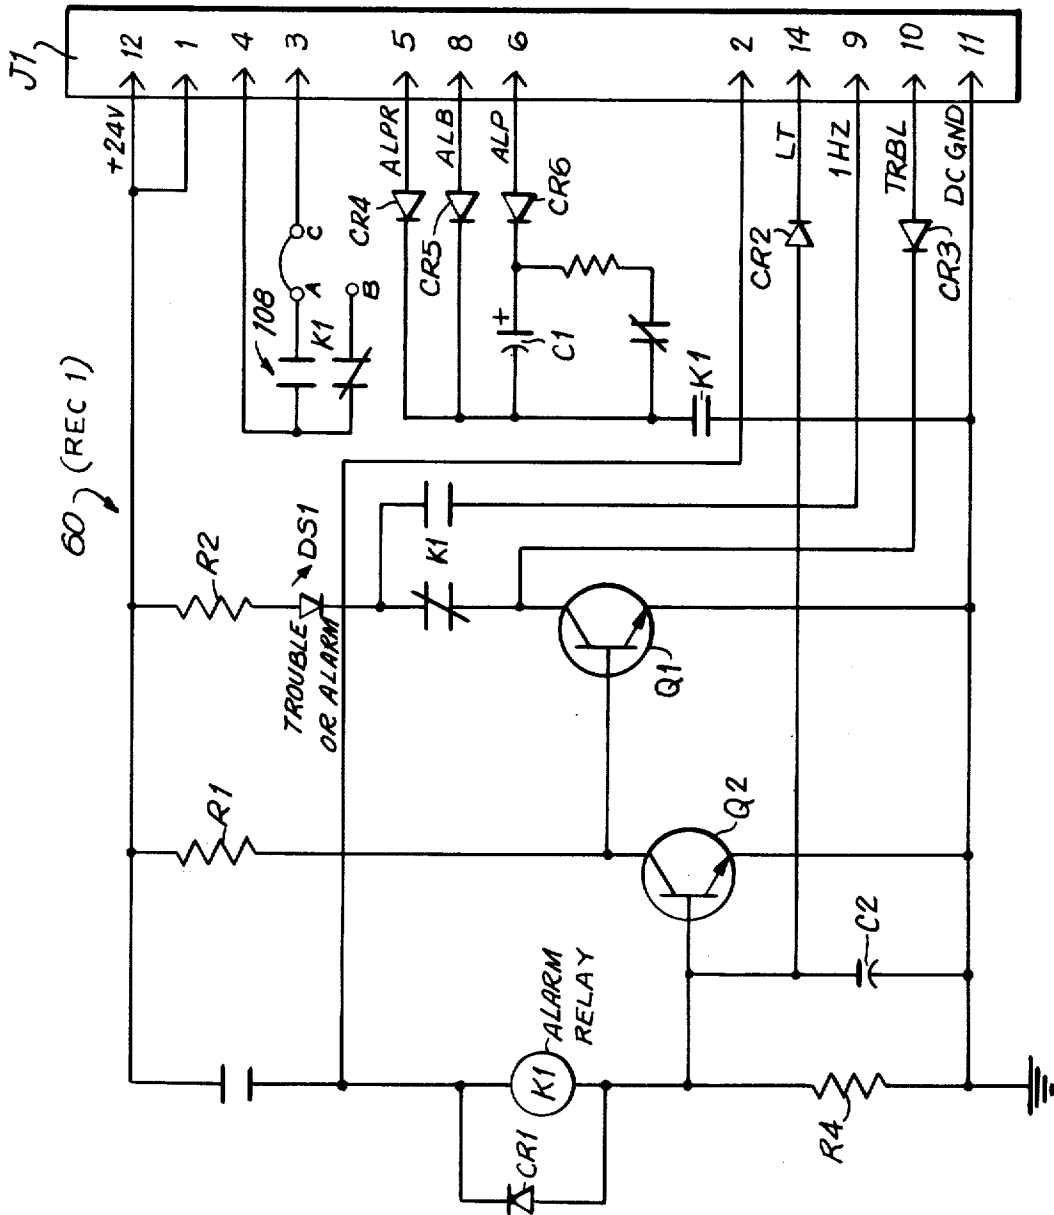 J1
12
1
4
3
5
8
6
2
14
9
10
11
+24V
ALPR
ALB
ALP
LT
1HZ
TRBL
DC GND
60 (REC 1)
108
K1
A
C
B
CR4
CR5
CR6
C1
K1
CR2
CR3
R2
DS1
TROUBLE
OR ALARM
K1
Q1
R1
Q2
K1
ALARM
RELAY
C2
CR1
R4
+